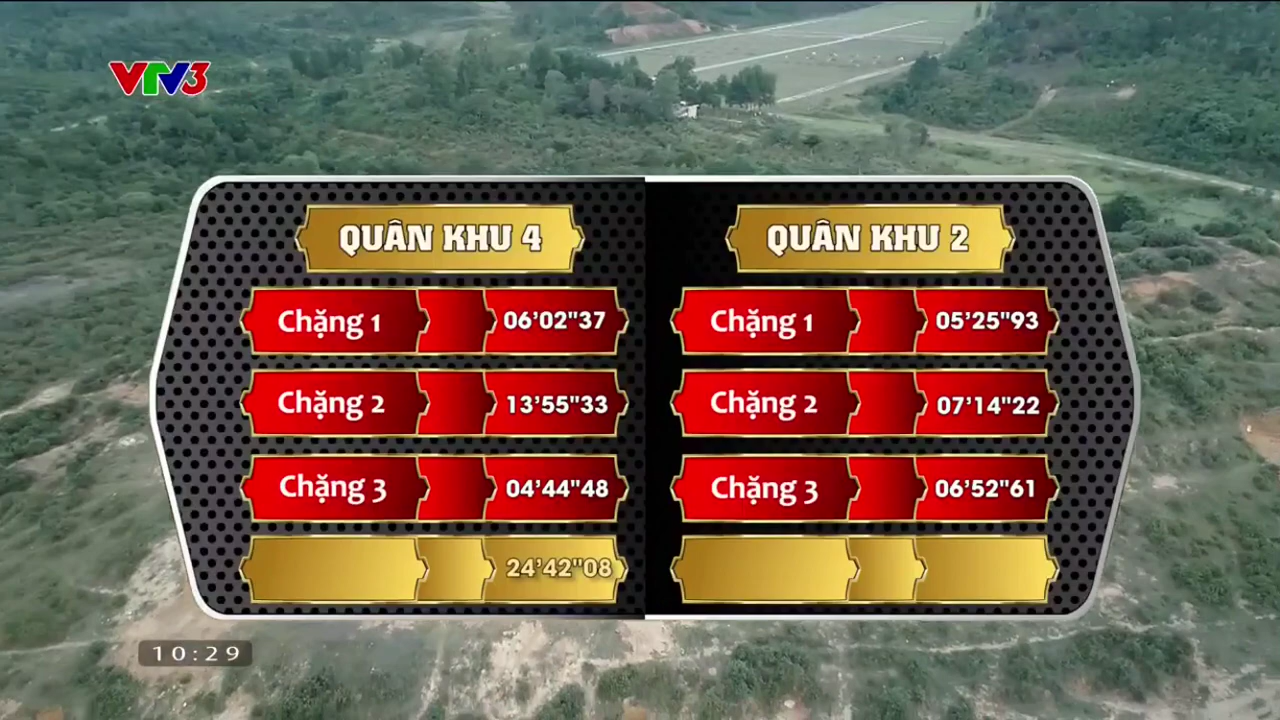 VTV3
QUÂN KHU 4
Chặng 1 06'02"37
Chặng 2 13'55"33
Chặng 3 04'44"48
24'42"08
QUÂN KHU 2
Chặng 1 05'25"93
Chặng 2 07'14"22
Chặng 3 06'52"61
10:29